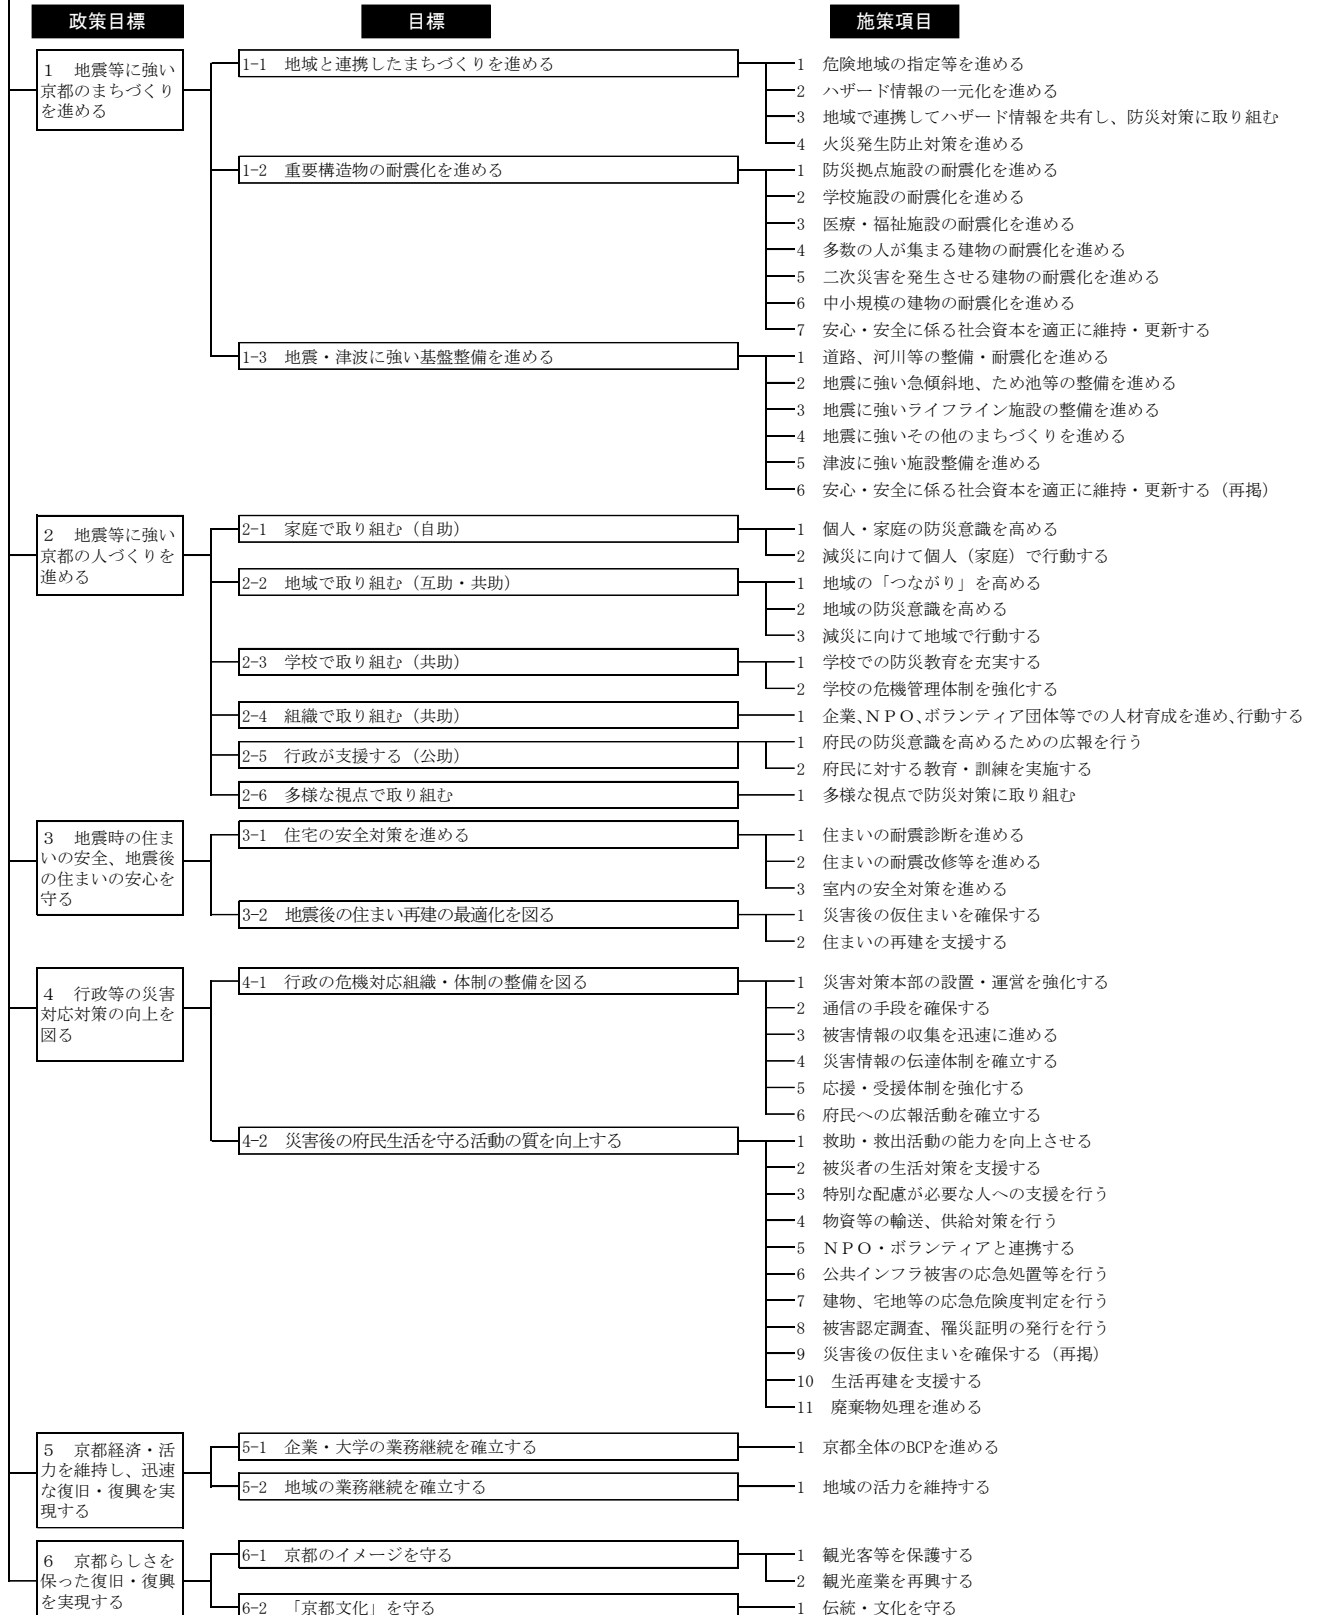 政策目標
目標
施策項目
1 地震等に強い
京都のまちづくり
を進める
1-1 地域と連携したまちづくりを進める
1 危険地域の指定等を進める
2 ハザード情報の一元化を進める
3 地域で連携してハザード情報を共有し、防災対策に取り組む
4 火災発生防止対策を進める
1-2 重要構造物の耐震化を進める
1 防災拠点施設の耐震化を進める
2 学校施設の耐震化を進める
3 医療・福祉施設の耐震化を進める
4 多数の人が集まる建物の耐震化を進める
5 二次災害を発生させる建物の耐震化を進める
6 中小規模の建物の耐震化を進める
7 安心・安全に係る社会資本を適正に維持・更新する
1-3 地震・津波に強い基盤整備を進める
1 道路、河川等の整備・耐震化を進める
2 地震に強い急傾斜地、ため池等の整備を進める
3 地震に強いライフライン施設の整備を進める
4 地震に強いその他のまちづくりを進める
5 津波に強い施設整備を進める
6 安心・安全に係る社会資本を適正に維持・更新する（再掲）
2 地震等に強い
京都の人づくりを
進める
2-1 家庭で取り組む（自助）
1 個人・家庭の防災意識を高める
2 減災に向けて個人（家庭）で行動する
2-2 地域で取り組む（互助・共助）
1 地域の「つながり」を高める
2 地域の防災意識を高める
3 減災に向けて地域で行動する
2-3 学校で取り組む（共助）
1 学校での防災教育を充実する
2 学校の危機管理体制を強化する
2-4 組織で取り組む（共助）
1 企業、ＮＰＯ、ボランティア団体等での人材育成を進め、行動する
2-5 行政が支援する（公助）
1 府民の防災意識を高めるための広報を行う
2 府民に対する教育・訓練を実施する
2-6 多様な視点で取り組む
1 多様な視点で防災対策に取り組む
3 地震時の住ま
いの安全、地震後
の住まいの安心を
守る
3-1 住宅の安全対策を進める
1 住まいの耐震診断を進める
2 住まいの耐震改修等を進める
3 室内の安全対策を進める
3-2 地震後の住まい再建の最適化を図る
1 災害後の仮住まいを確保する
2 住まいの再建を支援する
4 行政等の災害
対応対策の向上を
図る
4-1 行政の危機対応組織・体制の整備を図る
1 災害対策本部の設置・運営を強化する
2 通信の手段を確保する
3 被害情報の収集を迅速に進める
4 災害情報の伝達体制を確立する
5 応援・受援体制を強化する
6 府民への広報活動を確立する
4-2 災害後の府民生活を守る活動の質を向上する
1 救助・救出活動の能力を向上させる
2 被災者の生活対策を支援する
3 特別な配慮が必要な人への支援を行う
4 物資等の輸送、供給対策を行う
5 ＮＰＯ・ボランティアと連携する
6 公共インフラ被害の応急処置等を行う
7 建物、宅地等の応急危険度判定を行う
8 被害認定調査、罹災証明の発行を行う
9 災害後の仮住まいを確保する（再掲）
10 生活再建を支援する
11 廃棄物処理を進める
5 京都経済・活
力を維持し、迅速
な復旧・復興を実
現する
5-1 企業・大学の業務継続を確立する
1 京都全体のBCPを進める
5-2 地域の業務継続を確立する
1 地域の活力を維持する
6 京都らしさを
保った復旧・復興
を実現する
6-1 京都のイメージを守る
1 観光客等を保護する
2 観光産業を再興する
6-2 「京都文化」を守る
1 伝統・文化を守る